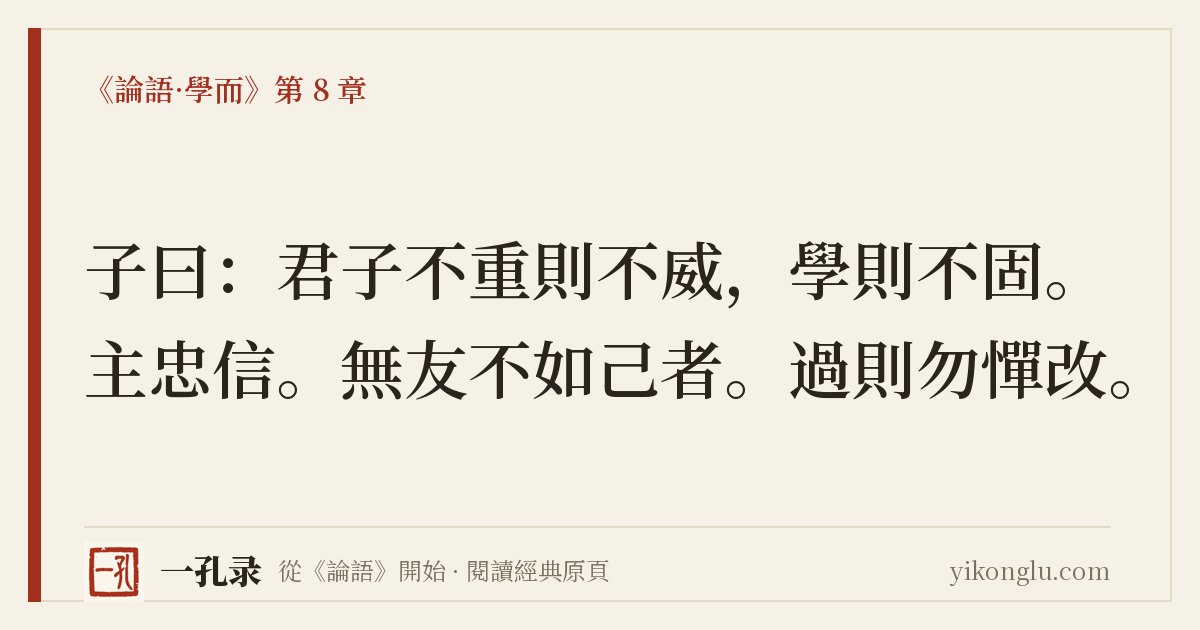 《論語·學而》第 8 章
子曰：君子不重則不威，學則不固。
主忠信。無友不如己者。過則勿憚改。
一孔
一孔录 從《論語》開始 · 閱讀經典原頁
yikonglu.com